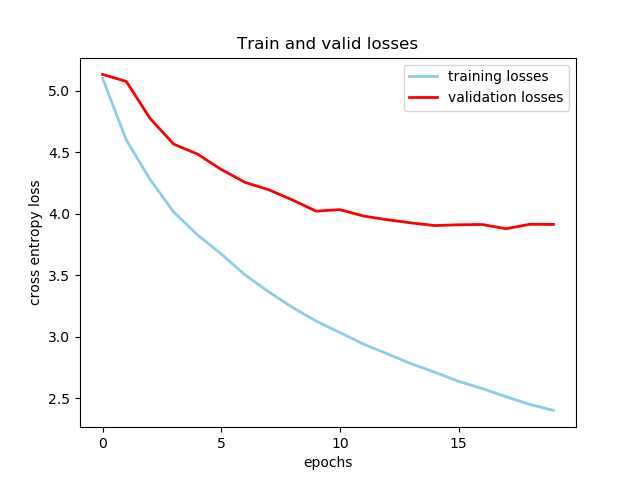 Train and valid losses
training losses
validation losses
5.0
4.5
4.0
3.5
3.0
2.5
cross entropy loss
0
5
10
15
epochs